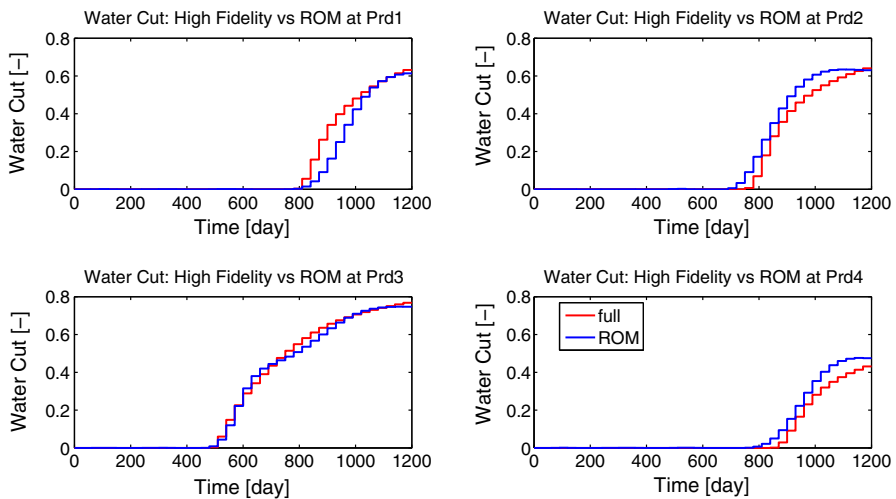 Water Cut: High Fidelity vs ROM at Prd1
Water Cut [−]
0.8
0.6
0.4
0.2
0
0 200 400 600 800 1000 1200
Time [day]
Water Cut: High Fidelity vs ROM at Prd2
Water Cut [−]
0.8
0.6
0.4
0.2
0
0 200 400 600 800 1000 1200
Time [day]
Water Cut: High Fidelity vs ROM at Prd3
Water Cut [−]
0.8
0.6
0.4
0.2
0
0 200 400 600 800 1000 1200
Time [day]
Water Cut: High Fidelity vs ROM at Prd4
Water Cut [−]
0.8
0.6
0.4
0.2
0
full
ROM
0 200 400 600 800 1000 1200
Time [day]